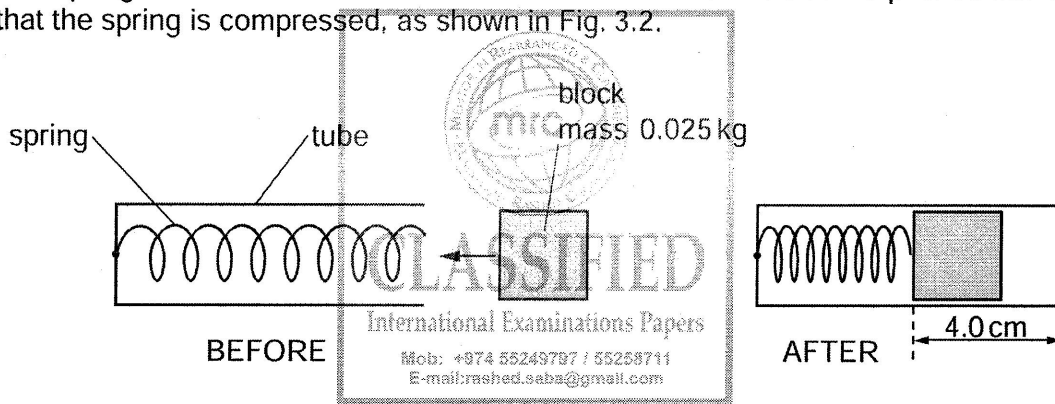 that the spring is compressed, as shown in Fig. 3.2.
block
mass 0.025 kg
spring
tube
mrc
CLASSIFIED
International Examinations Papers
Mob: +974 55249797 / 55258711
E-mail:rashed.saba@gmail.com
BEFORE
AFTER
4.0 cm